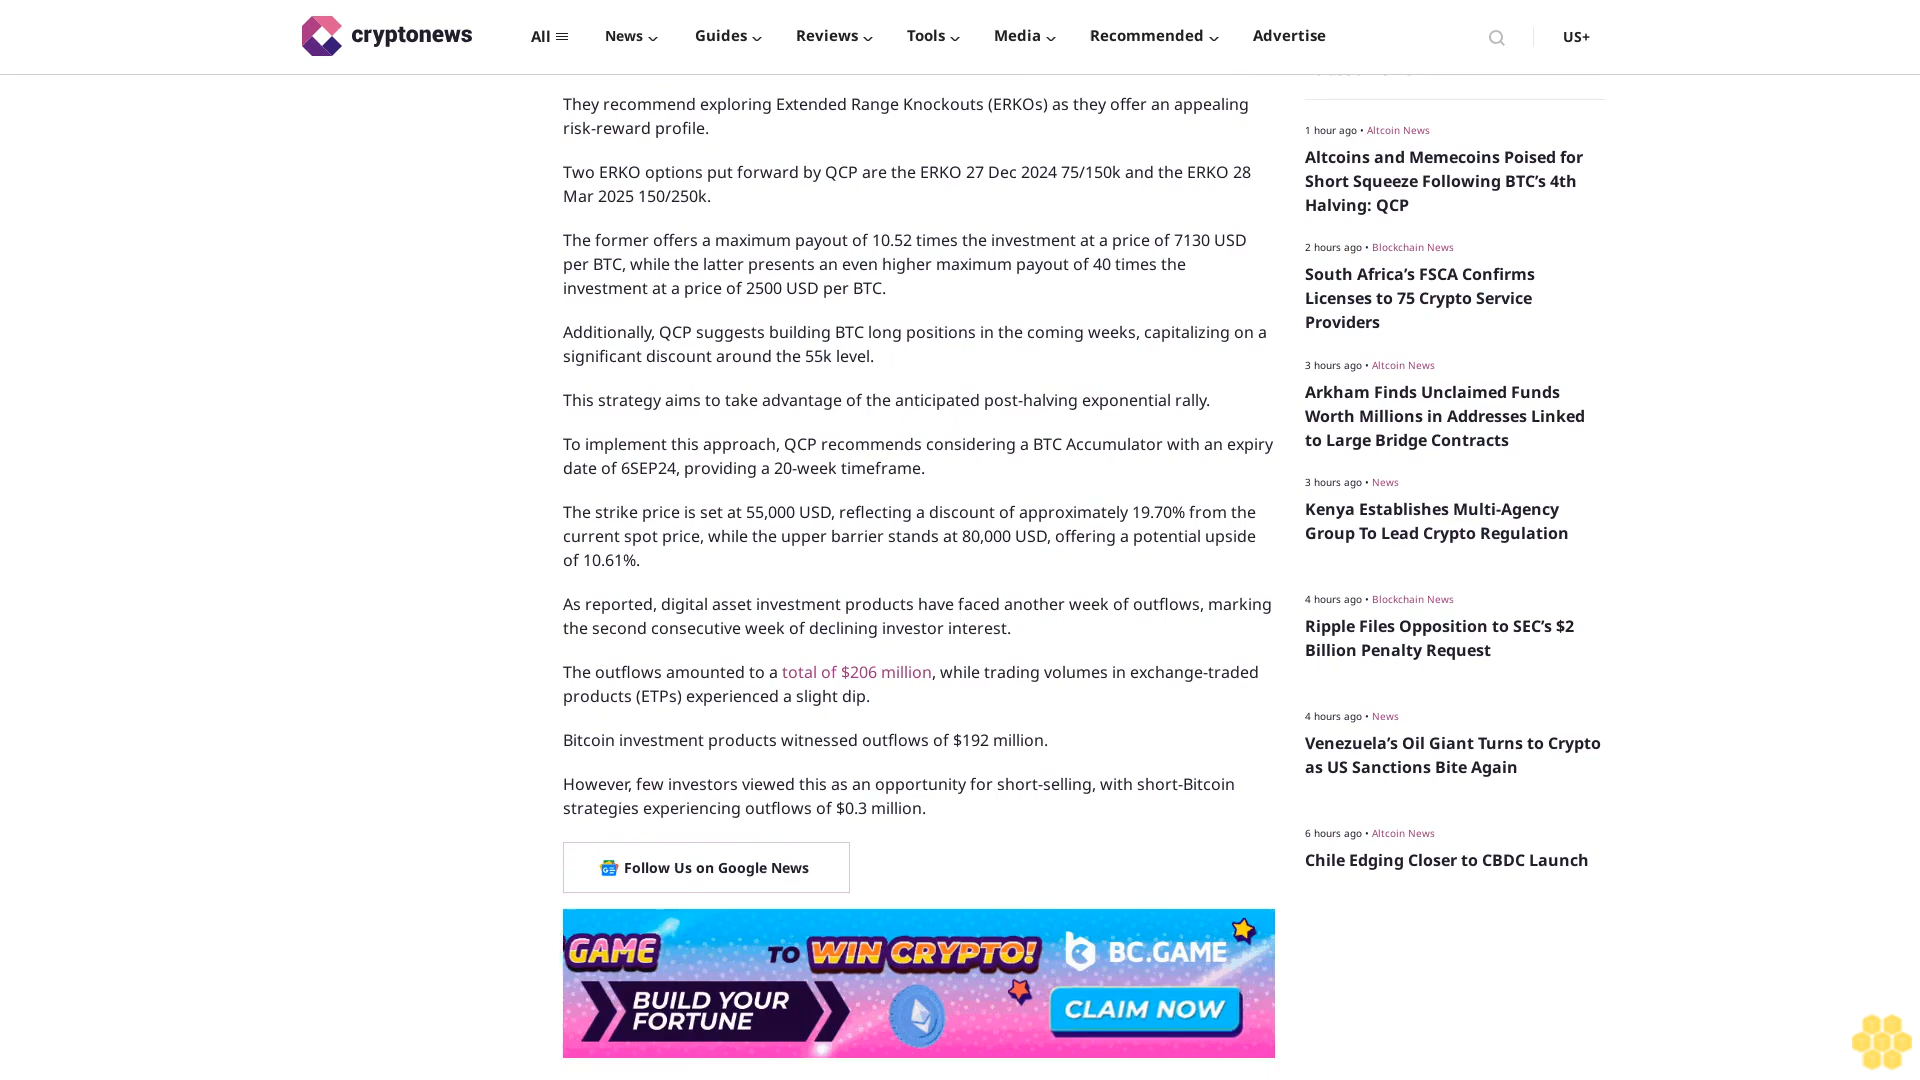 cryptonews
All
News
Guides
Reviews
Tools
Media
Recommended
Advertise
US+
They recommend exploring Extended Range Knockouts (ERKOs) as they offer an appealing
risk-reward profile.
Two ERKO options put forward by QCP are the ERKO 27 Dec 2024 75/150k and the ERKO 28
Mar 2025 150/250k.
The former offers a maximum payout of 10.52 times the investment at a price of 7130 USD
per BTC, while the latter presents an even higher maximum payout of 40 times the
investment at a price of 2500 USD per BTC.
Additionally, QCP suggests building BTC long positions in the coming weeks, capitalizing on a
significant discount around the 55k level.
This strategy aims to take advantage of the anticipated post-halving exponential rally.
To implement this approach, QCP recommends considering a BTC Accumulator with an expiry
date of 6SEP24, providing a 20-week timeframe.
The strike price is set at 55,000 USD, reflecting a discount of approximately 19.70% from the
current spot price, while the upper barrier stands at 80,000 USD, offering a potential upside
of 10.61%.
As reported, digital asset investment products have faced another week of outflows, marking
the second consecutive week of declining investor interest.
The outflows amounted to a total of $206 million, while trading volumes in exchange-traded
products (ETPs) experienced a slight dip.
Bitcoin investment products witnessed outflows of $192 million.
However, few investors viewed this as an opportunity for short-selling, with short-Bitcoin
strategies experiencing outflows of $0.3 million.
Follow Us on Google News
GAME
TO WIN CRYPTO!
BC.GAME
BUILD YOUR
FORTUNE
CLAIM NOW
1 hour ago • Altcoin News
Altcoins and Memecoins Poised for
Short Squeeze Following BTC’s 4th
Halving: QCP
2 hours ago • Blockchain News
South Africa’s FSCA Confirms
Licenses to 75 Crypto Service
Providers
3 hours ago • Altcoin News
Arkham Finds Unclaimed Funds
Worth Millions in Addresses Linked
to Large Bridge Contracts
3 hours ago • News
Kenya Establishes Multi-Agency
Group To Lead Crypto Regulation
4 hours ago • Blockchain News
Ripple Files Opposition to SEC’s $2
Billion Penalty Request
4 hours ago • News
Venezuela’s Oil Giant Turns to Crypto
as US Sanctions Bite Again
6 hours ago • Altcoin News
Chile Edging Closer to CBDC Launch